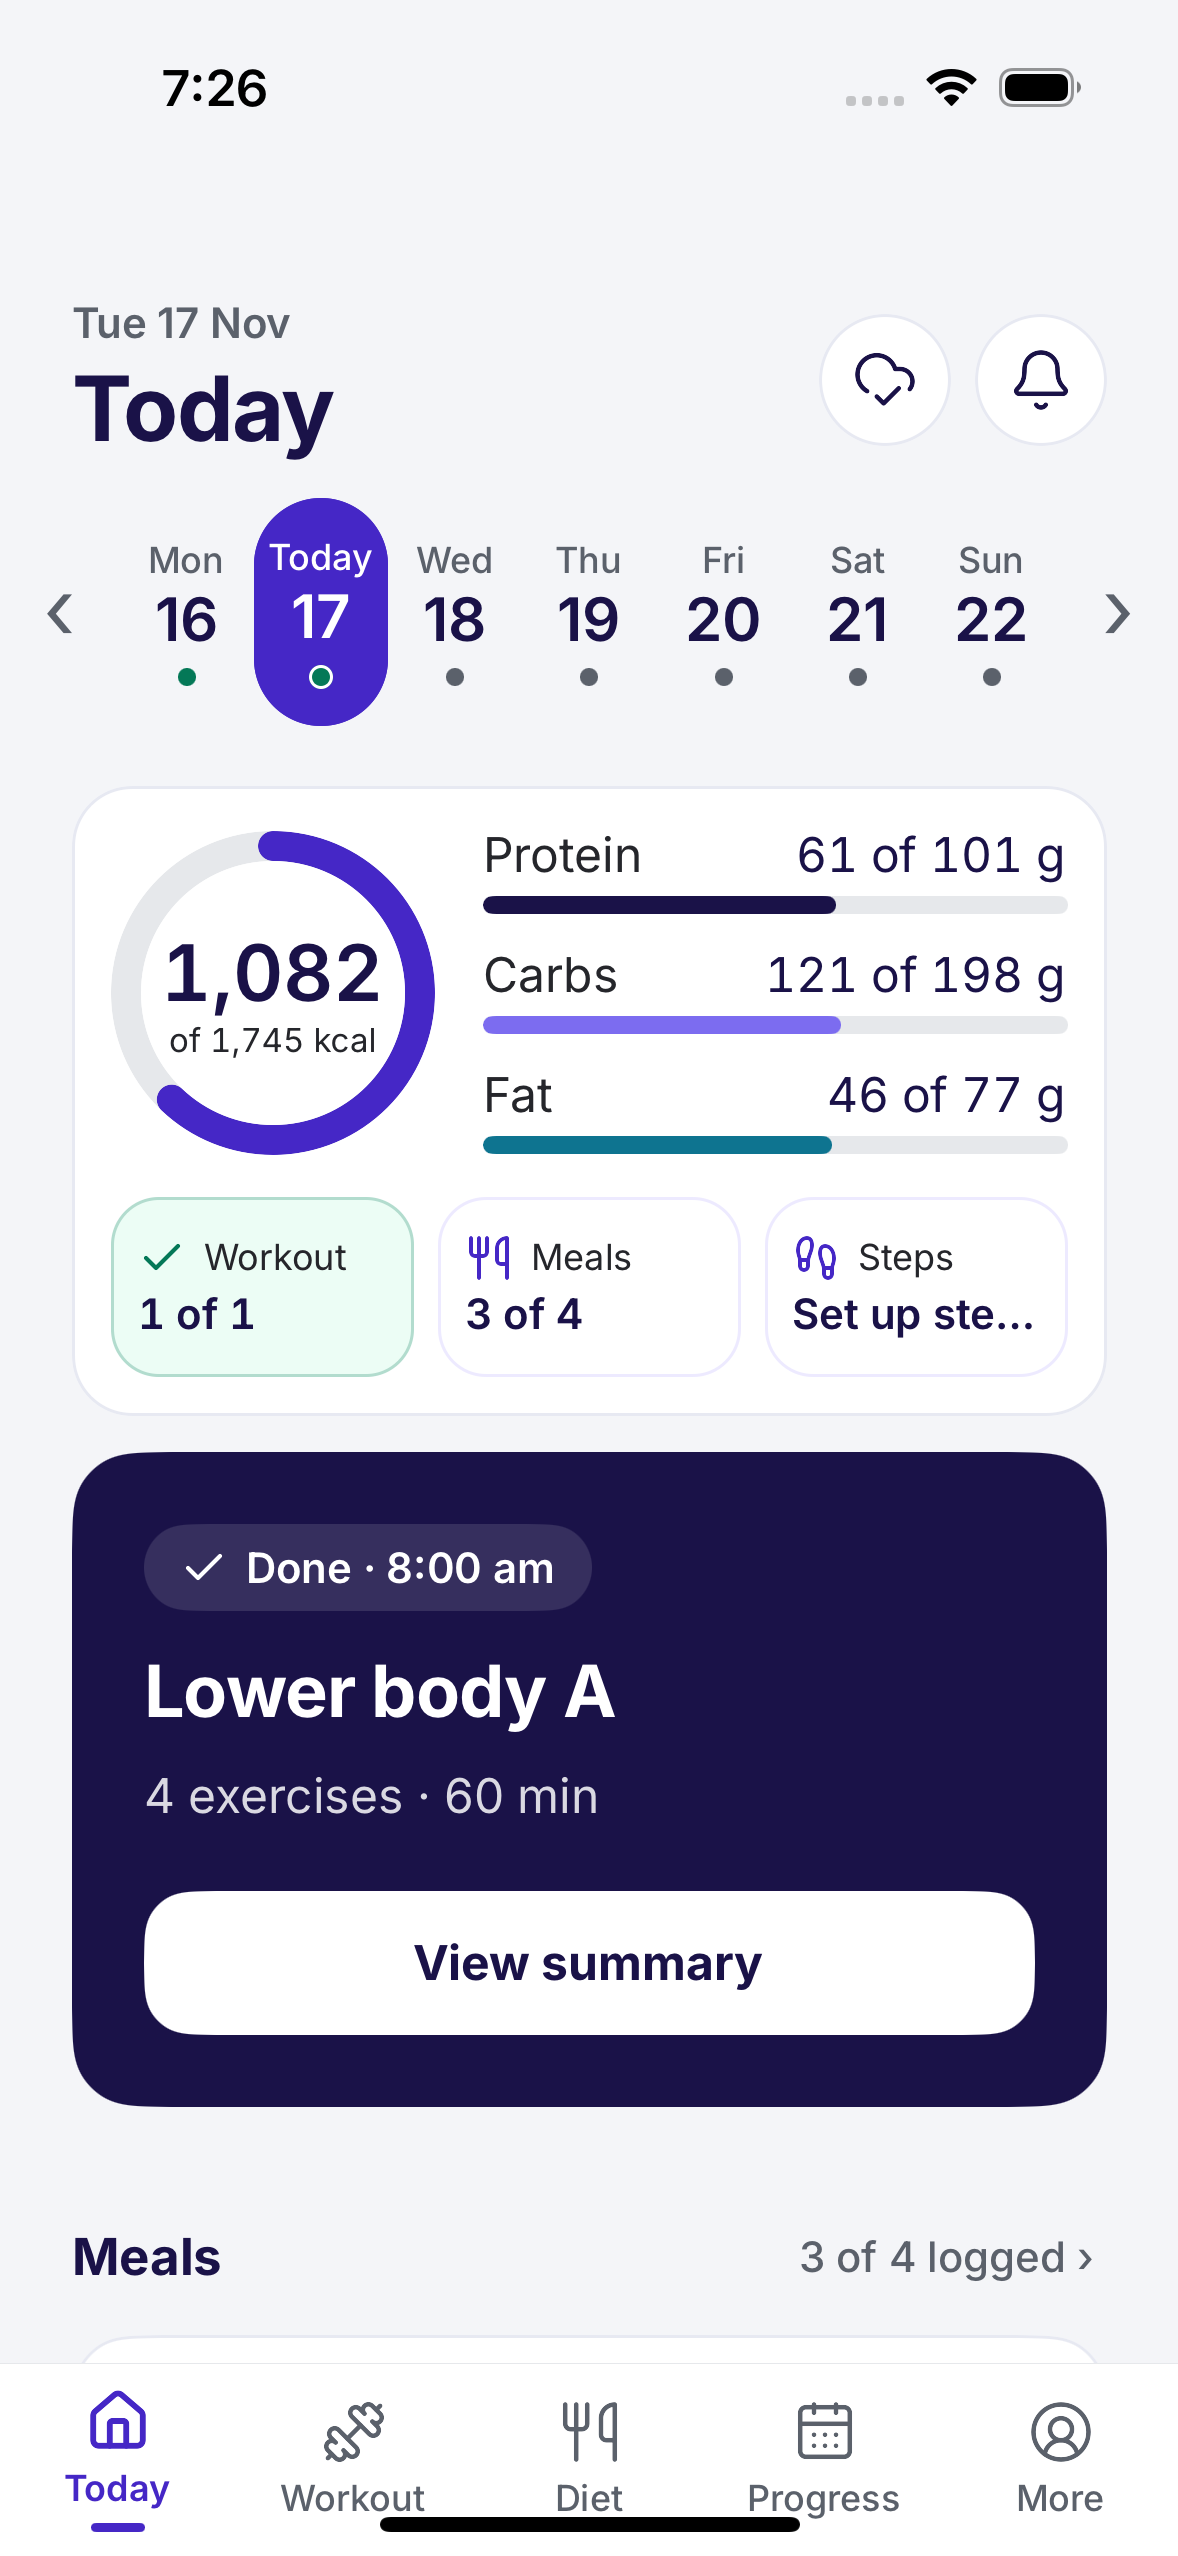 7:26
Tue 17 Nov
Today
Mon Today Wed Thu Fri Sat Sun
‹ 16 17 18 19 20 21 22 ›
Protein 61 of 101 g
Carbs 121 of 198 g
Fat 46 of 77 g
1,082
of 1,745 kcal
Workout
1 of 1
Meals
3 of 4
Steps
Set up ste...
Done · 8:00 am
Lower body A
4 exercises · 60 min
View summary
Meals 3 of 4 logged ›
Today Workout Diet Progress More